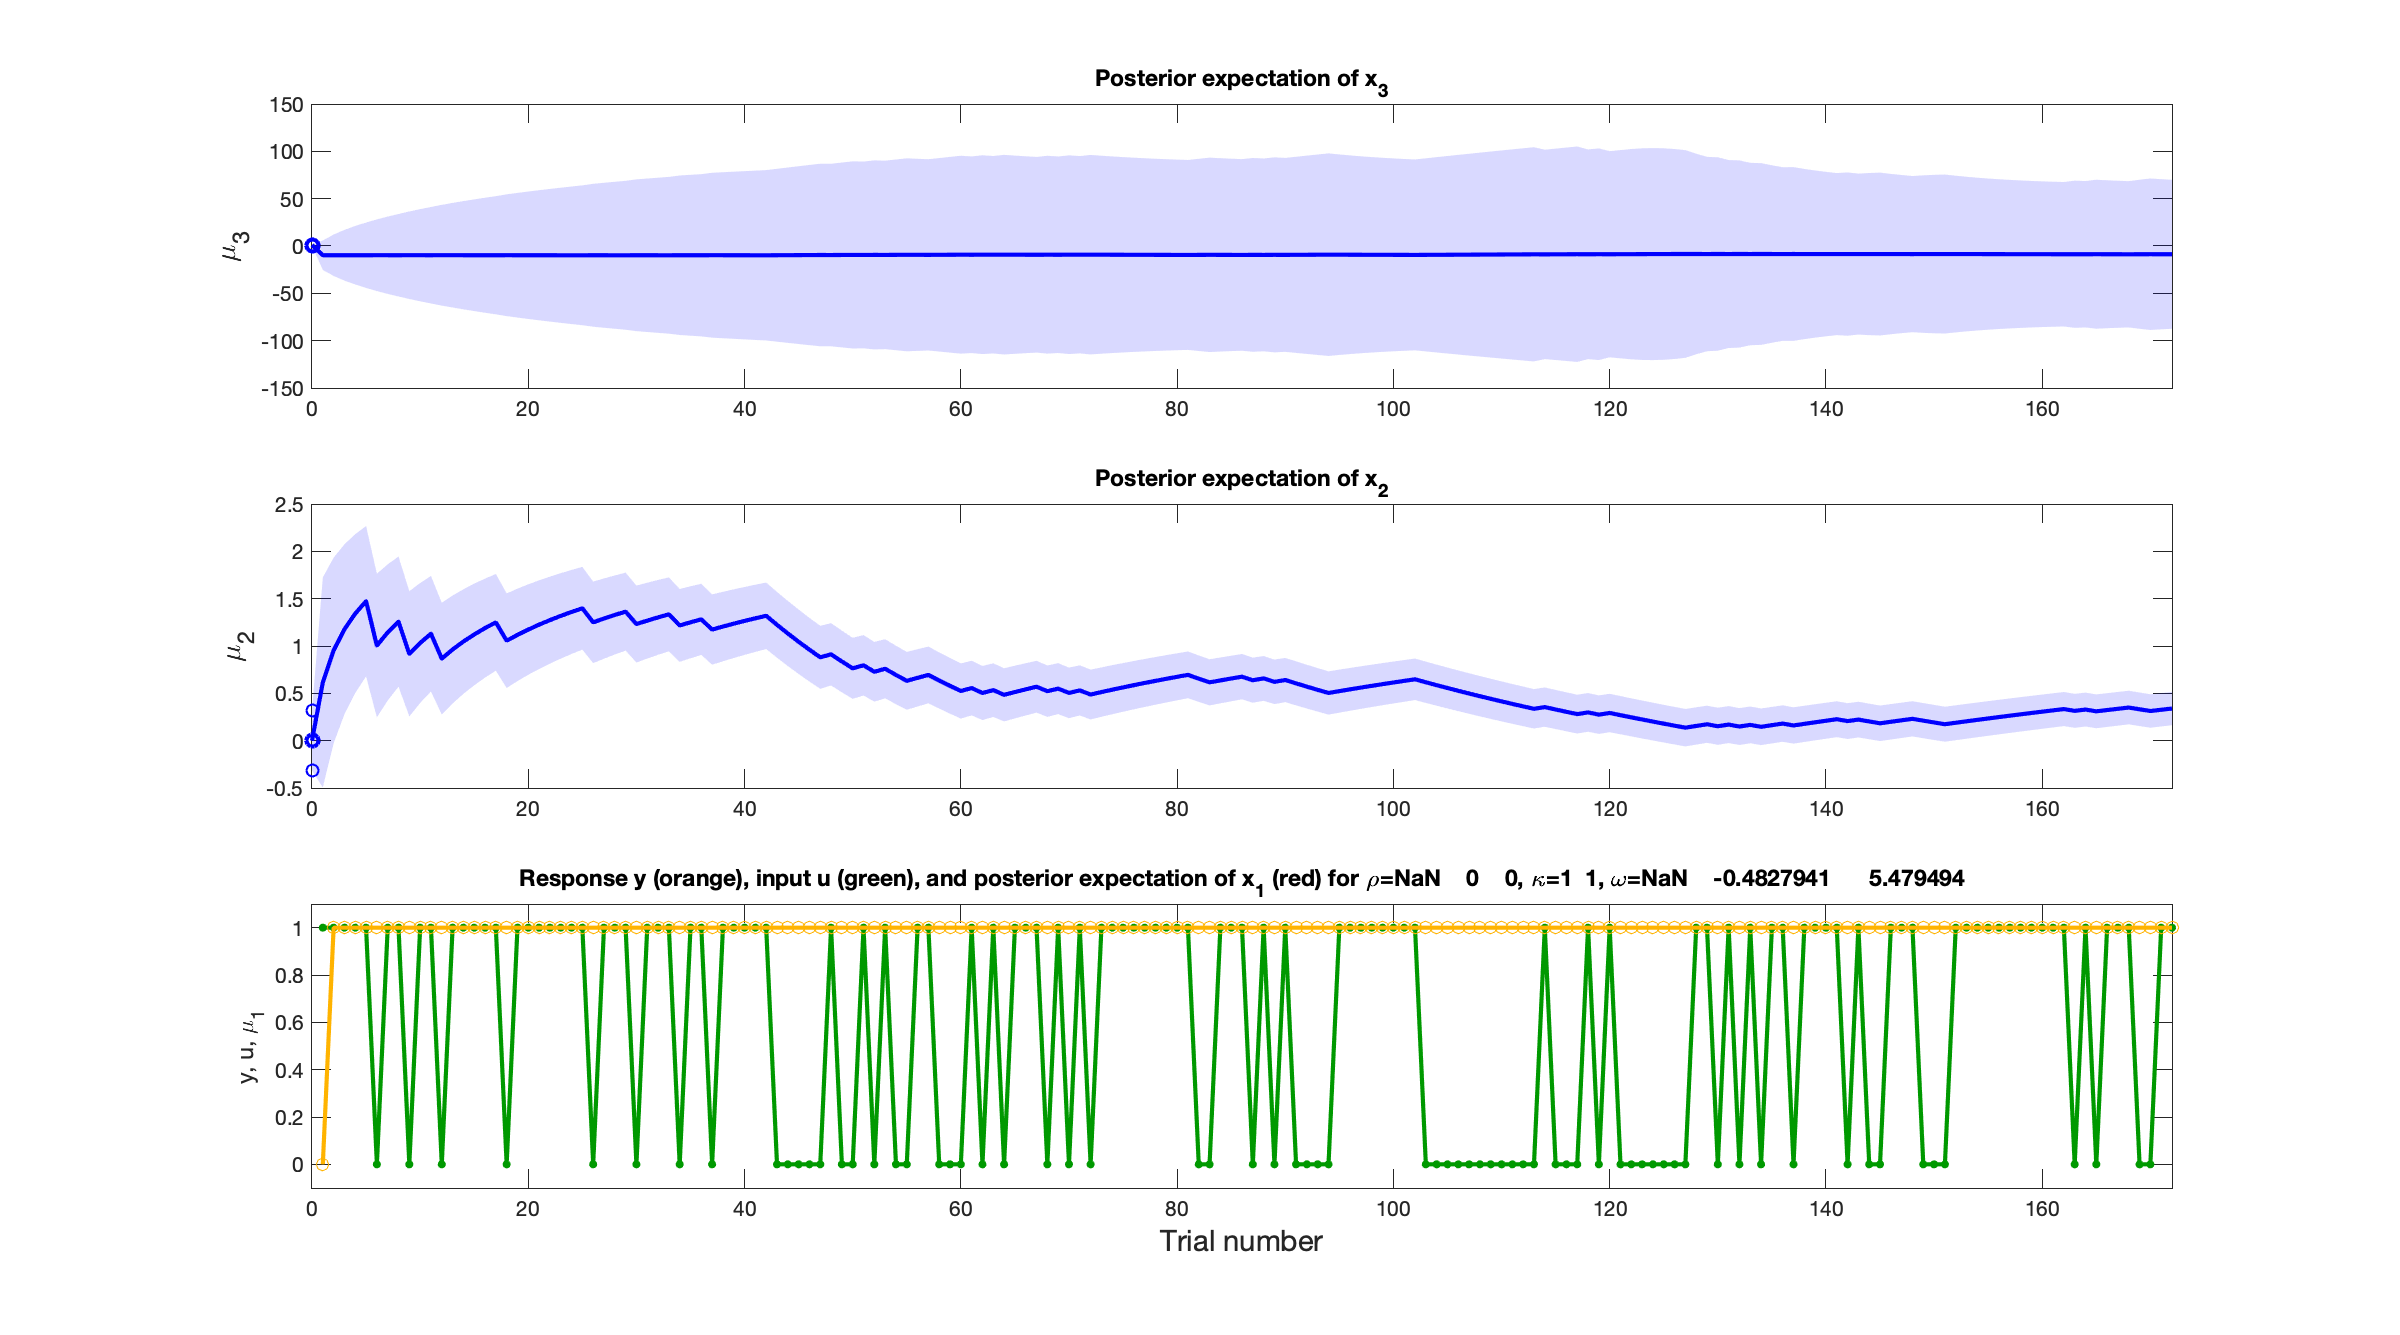 Posterior expectation of x3
150
100
50
0
-50
-100
-150
μ3
0 20 40 60 80 100 120 140 160
Posterior expectation of x2
2.5
2
1.5
1
0.5
0
-0.5
μ2
0 20 40 60 80 100 120 140 160
Response y (orange), input u (green), and posterior expectation of x1 (red) for ρ=NaN 0 0, κ=1 1, ω=NaN -0.4827941 5.479494
1
0.8
0.6
0.4
0.2
0
y, u, μ1
0 20 40 60 80 100 120 140 160
Trial number